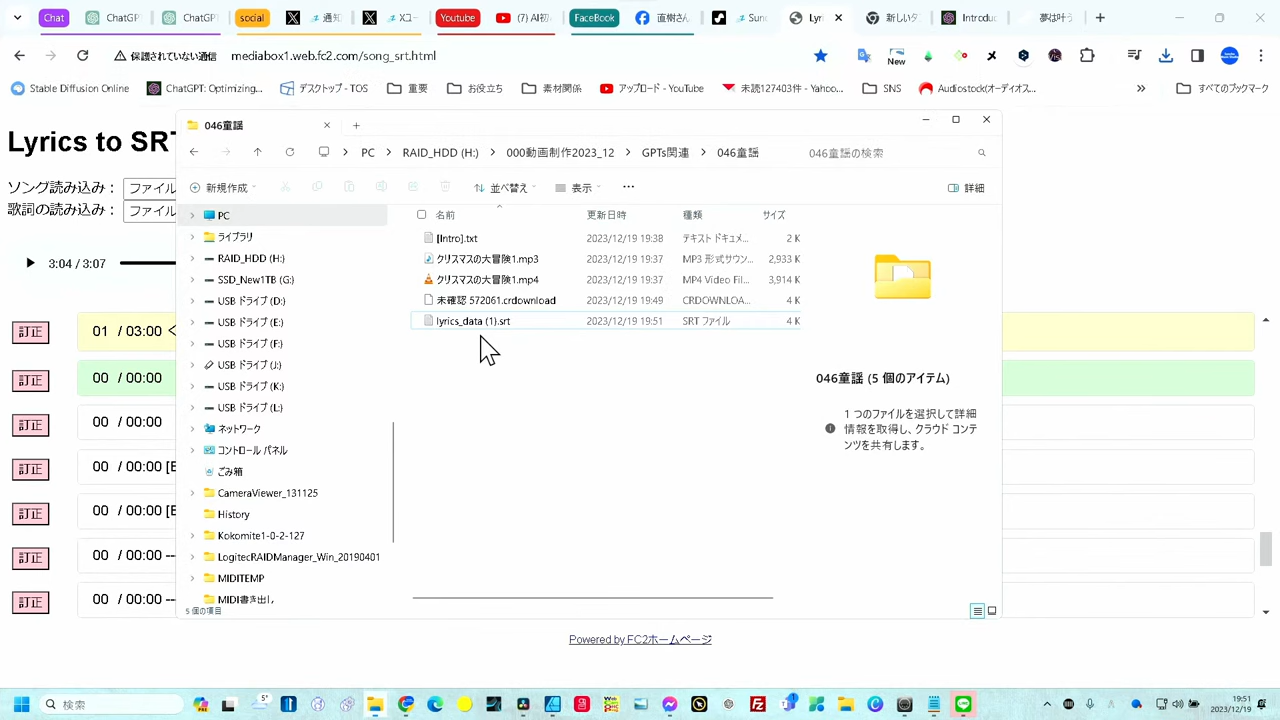 Chat
ChatGP
ChatGPT
social
通知
Xユー
Youtube
(7) AI初
FaceBook
直樹さん
Sun
Lyri
新しいタ
Introduc
夢は叶う
保護されていない通信
mediabox1.web.fc2.com/song_srt.html
New
Stable Diffusion Online
ChatGPT: Optimizing...
デスクトップ - TOS
重要
お役立ち
素材関係
アップロード - YouTube
未読127403件 - Yahoo...
SNS
Audiostock(オーディオス...
すべてのブックマーク
Lyrics to SR
ソング読み込み：
ファイル
歌詞の読み込み：
ファイル
3:04 / 3:07
046童謡
PC
RAID_HDD (H:)
000動画制作2023_12
GPTs関連
046童謡
046童謡の検索
新規作成
並べ替え
表示
詳細
名前
更新日時
種類
サイズ
[Intro].txt
2023/12/19 19:38
テキスト ドキュメ...
2 K
クリスマスの大冒険1.mp3
2023/12/19 19:37
MP3 形式サウン...
2,933 K
クリスマスの大冒険1.mp4
2023/12/19 19:37
MP4 Video Fil...
3,914 K
未確認 572061.crdownload
2023/12/19 19:49
CRDOWNLOA...
4 K
lyrics_data (1).srt
2023/12/19 19:51
SRT ファイル
4 K
PC
ライブラリ
RAID_HDD (H:)
SSD_New1TB (G:)
USB ドライブ (D:)
USB ドライブ (E:)
USB ドライブ (F:)
USB ドライブ (J:)
USB ドライブ (K:)
USB ドライブ (L:)
ネットワーク
コントロール パネル
ごみ箱
CameraViewer_131125
History
Kokomite1-0-2-127
LogitecRAIDManager_Win_20190401
MIDITEMP
MIDI書き出し
5 個の項目
046童謡 (5 個のアイテム)
1 つのファイルを選択して詳細
情報を取得し、クラウド コンテ
ンツを共有します。
訂正
01 / 03:00 <
訂正
00 / 00:00
訂正
00 / 00:00
訂正
00 / 00:00 [E
訂正
00 / 00:00 [E
訂正
00 / 00:00 --
訂正
00 / 00:00 --
Powered by FC2ホームページ
検索
5°
19:51
2023/12/19